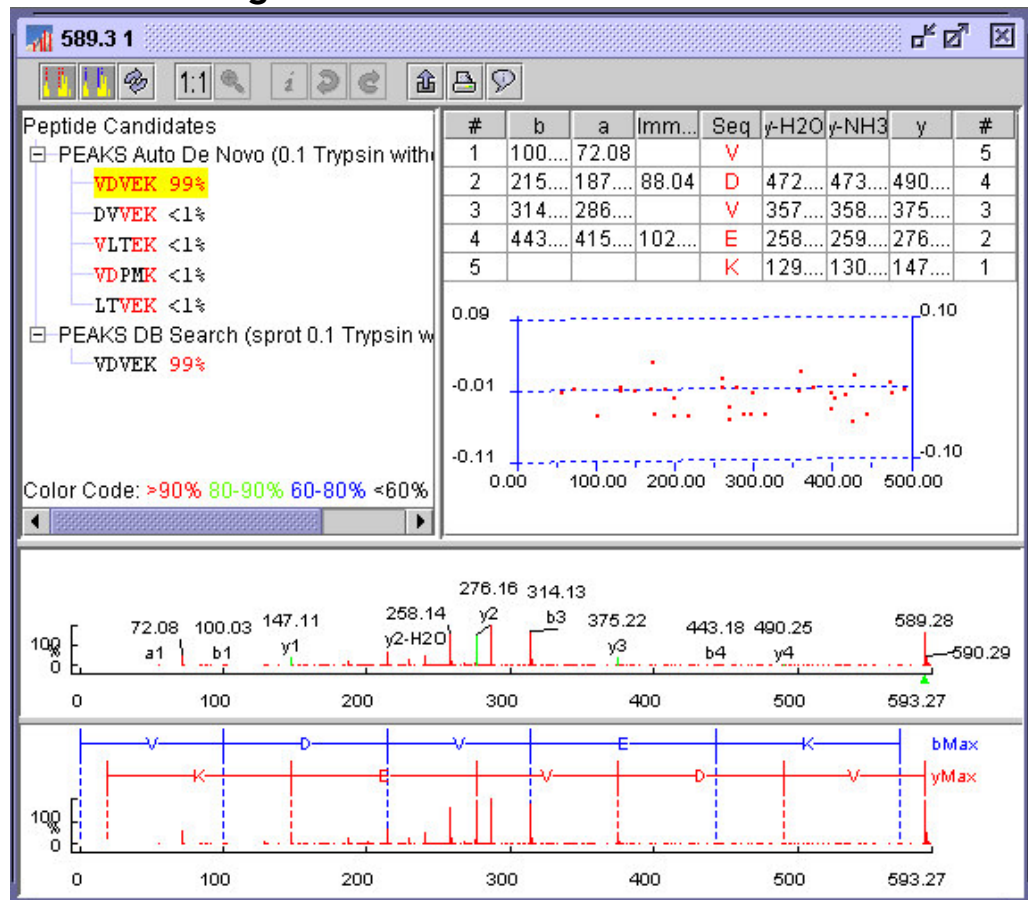 589.3 1
1:1
Peptide Candidates
PEAKS Auto De Novo (0.1 Trypsin with
VDVEK 99%
DVVEK <1%
VLTEK <1%
VDPMK <1%
LTVEK <1%
PEAKS DB Search (sprot 0.1 Trypsin w
VDVEK 99%
Color Code: >90% 80-90% 60-80% <60%
# b a Imm... Seq y-H2O y-NH3 y #
1 100.... 72.08 V 5
2 215.... 187.... 88.04 D 472.... 473.... 490.... 4
3 314.... 286.... V 357.... 358.... 375.... 3
4 443.... 415.... 102.... E 258.... 259.... 276.... 2
5 K 129.... 130.... 147.... 1
0.09 0.10
-0.01
-0.11 -0.10
0.00 100.00 200.00 300.00 400.00 500.00
276.16 314.13
72.08 100.03 147.11 258.14 y2 b3 375.22 443.18 490.25 589.28
a1 b1 y1 y2-H2O y3 b4 y4 590.29
100%
0
0 100 200 300 400 500 593.27
V D V E K bMax
K E V D V yMax
100%
0
0 100 200 300 400 500 593.27